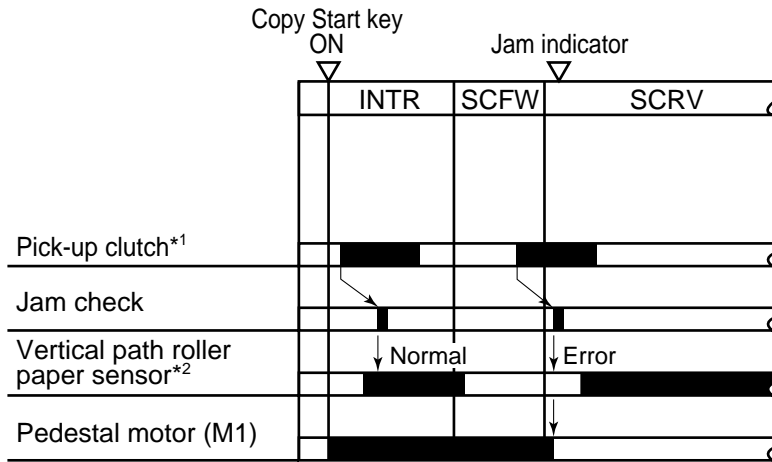 Copy Start key
ON
Jam indicator
INTR
SCFW
SCRV
Pick-up clutch*1
Jam check
Vertical path roller
paper sensor*2
Normal
Error
Pedestal motor (M1)